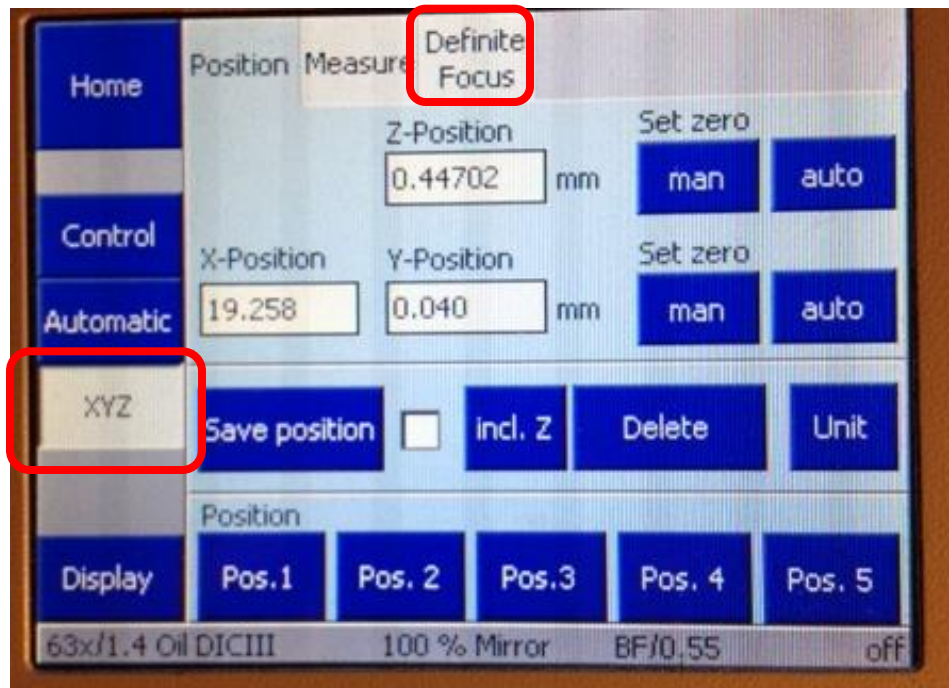 Home
Position Measure Definite
Focus
Z-Position Set zero
0.44702 mm man auto
Control
X-Position Y-Position Set zero
19.258 0.040 mm man auto
Automatic
XYZ
Save position incl. Z Delete Unit
Position
Display Pos.1 Pos. 2 Pos.3 Pos. 4 Pos. 5
63x/1.4 Oil DICIII 100 % Mirror BF/0.55 off